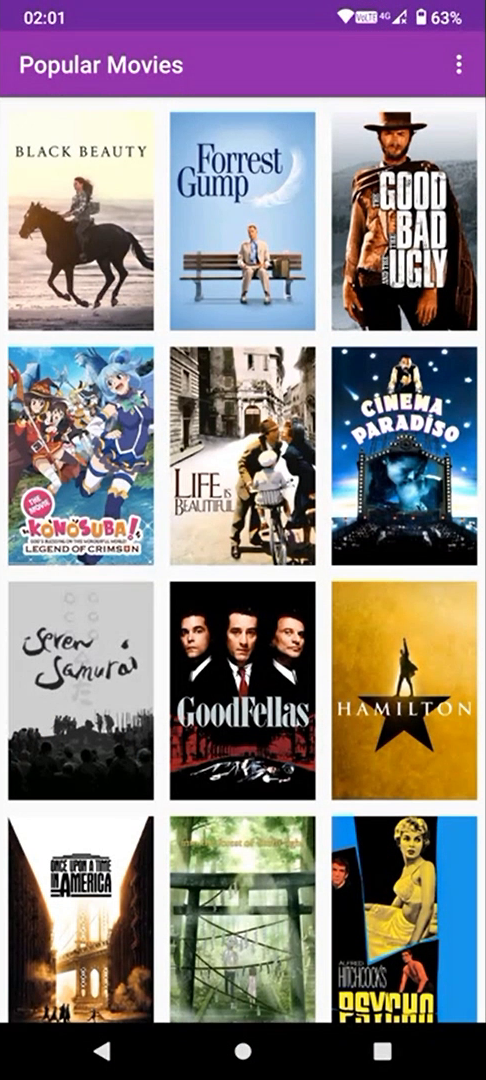 02:01
VoLTE 4G 63%
Popular Movies
BLACK BEAUTY
Forrest
Gump
THE
GOOD
THE
BAD
AND THE
UGLY
THE
MOVIE
KONOSUBA!
GOD'S BLESSING ON THIS WONDERFUL WORLD!
LEGEND OF CRIMSON
LIFE IS
BEAUTIFUL
CINEMA
PARADISO
Seven
Samurai
GoodFellas
HAMILTON
ONCE UPON A TIME
IN AMERICA
ALFRED
HITCHCOCK'S
PSYCHO